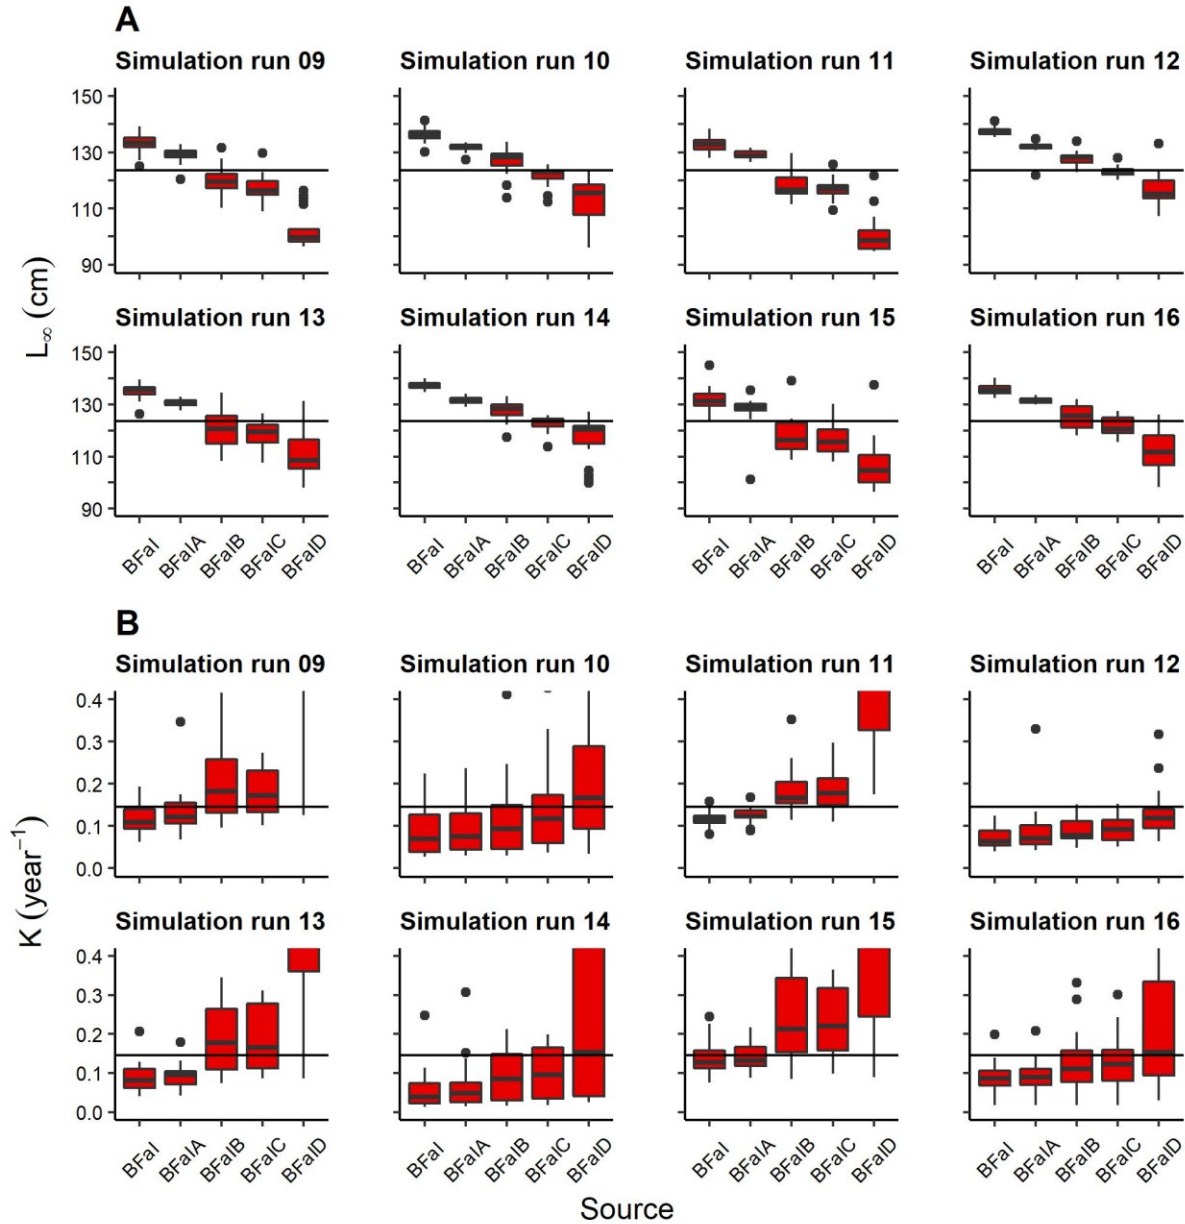 A
Simulation run 09 Simulation run 10 Simulation run 11 Simulation run 12
150
130
110
90
Simulation run 13 Simulation run 14 Simulation run 15 Simulation run 16
150
130
110
90
L∞ (cm)
BFaI BFaIA BFaIB BFaIC BFaID BFaI BFaIA BFaIB BFaIC BFaID BFaI BFaIA BFaIB BFaIC BFaID BFaI BFaIA BFaIB BFaIC BFaID
B
Simulation run 09 Simulation run 10 Simulation run 11 Simulation run 12
0.4
0.3
0.2
0.1
0.0
Simulation run 13 Simulation run 14 Simulation run 15 Simulation run 16
0.4
0.3
0.2
0.1
0.0
K (year⁻¹)
BFaI BFaIA BFaIB BFaIC BFaID BFaI BFaIA BFaIB BFaIC BFaID BFaI BFaIA BFaIB BFaIC BFaID BFaI BFaIA BFaIB BFaIC BFaID
Source